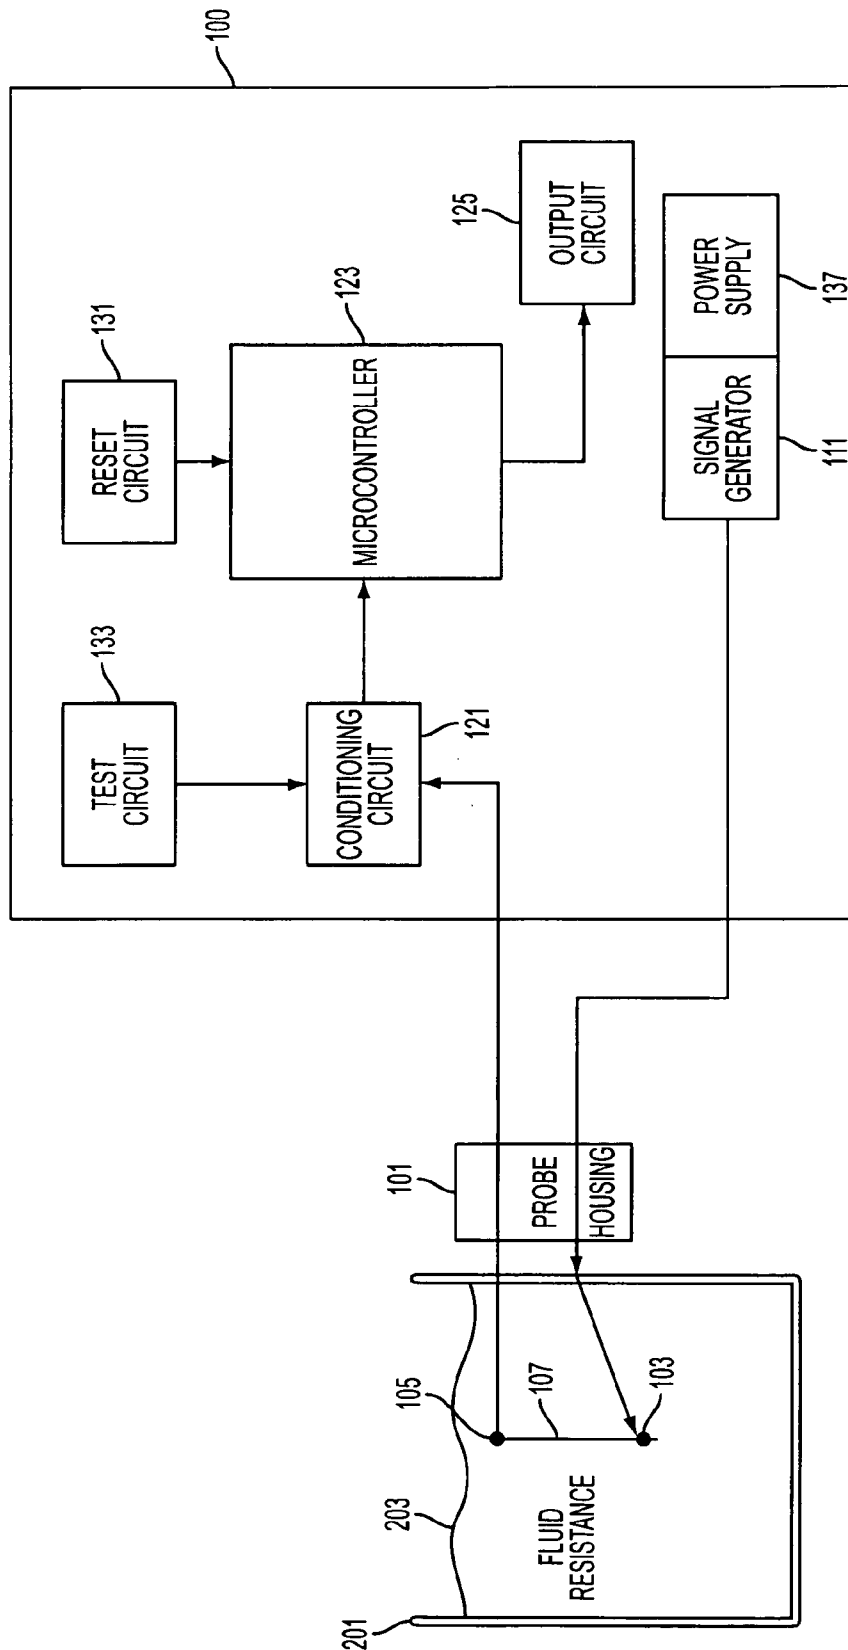 100
131
RESET
CIRCUIT
133
TEST
CIRCUIT
123
MICROCONTROLLER
125
OUTPUT
CIRCUIT
CONDITIONING
CIRCUIT
121
POWER
SUPPLY
137
SIGNAL
GENERATOR
111
101
PROBE
HOUSING
105
107
103
203
FLUID
RESISTANCE
201